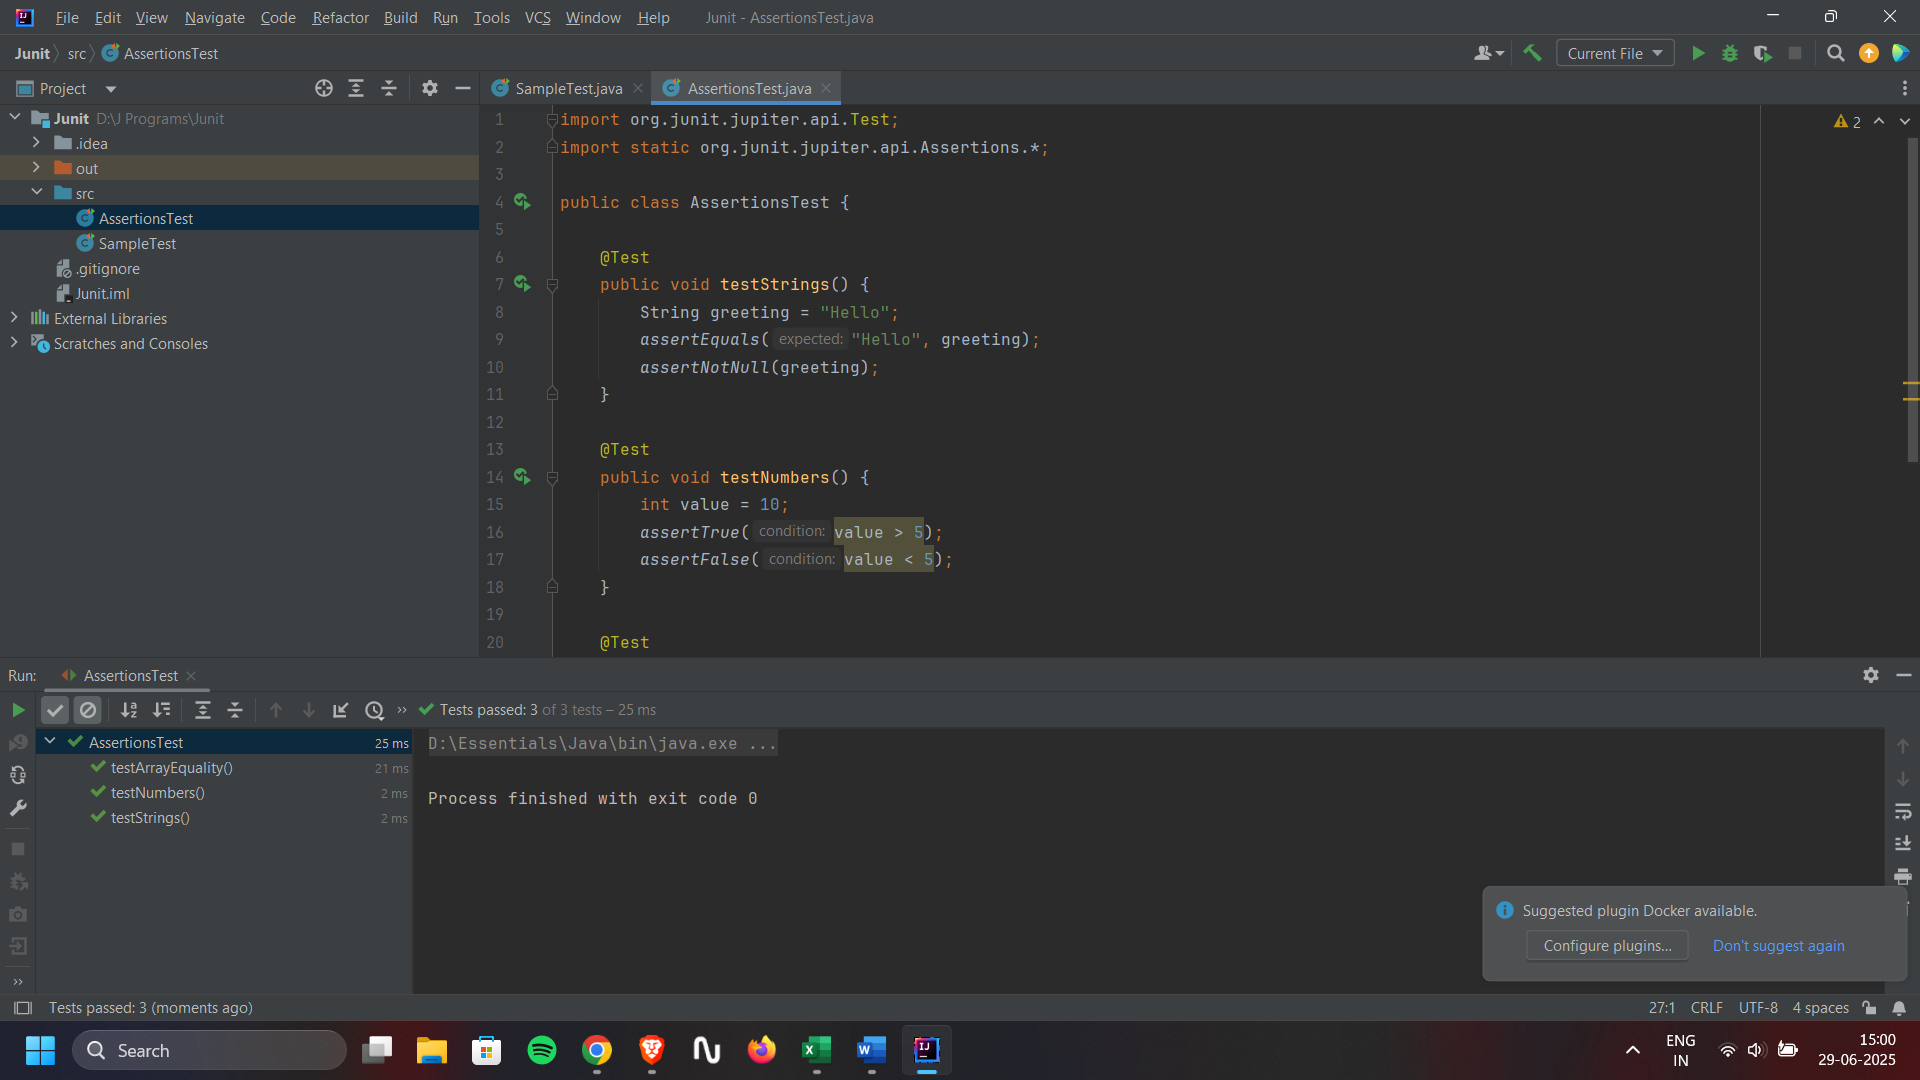 File Edit View Navigate Code Refactor Build Run Tools VCS Window Help Junit - AssertionsTest.java
Junit src AssertionsTest Current File
Project SampleTest.java AssertionsTest.java
Junit D:\J Programs\Junit
.idea
out
src
AssertionsTest
SampleTest
.gitignore
Junit.iml
External Libraries
Scratches and Consoles
2
1 import org.junit.jupiter.api.Test;
2 import static org.junit.jupiter.api.Assertions.*;
3
4 public class AssertionsTest {
5
6 @Test
7 public void testStrings() {
8 String greeting = "Hello";
9 assertEquals( expected: "Hello", greeting);
10 assertNotNull(greeting);
11 }
12
13 @Test
14 public void testNumbers() {
15 int value = 10;
16 assertTrue( condition: value > 5);
17 assertFalse( condition: value < 5);
18 }
19
20 @Test
Run: AssertionsTest
Tests passed: 3 of 3 tests – 25 ms
AssertionsTest 25 ms
testArrayEquality() 21 ms
testNumbers() 2 ms
testStrings() 2 ms
D:\Essentials\Java\bin\java.exe ...
Process finished with exit code 0
Suggested plugin Docker available.
Configure plugins... Don't suggest again
Tests passed: 3 (moments ago) 27:1 CRLF UTF-8 4 spaces
Search
ENG
IN
15:00
29-06-2025